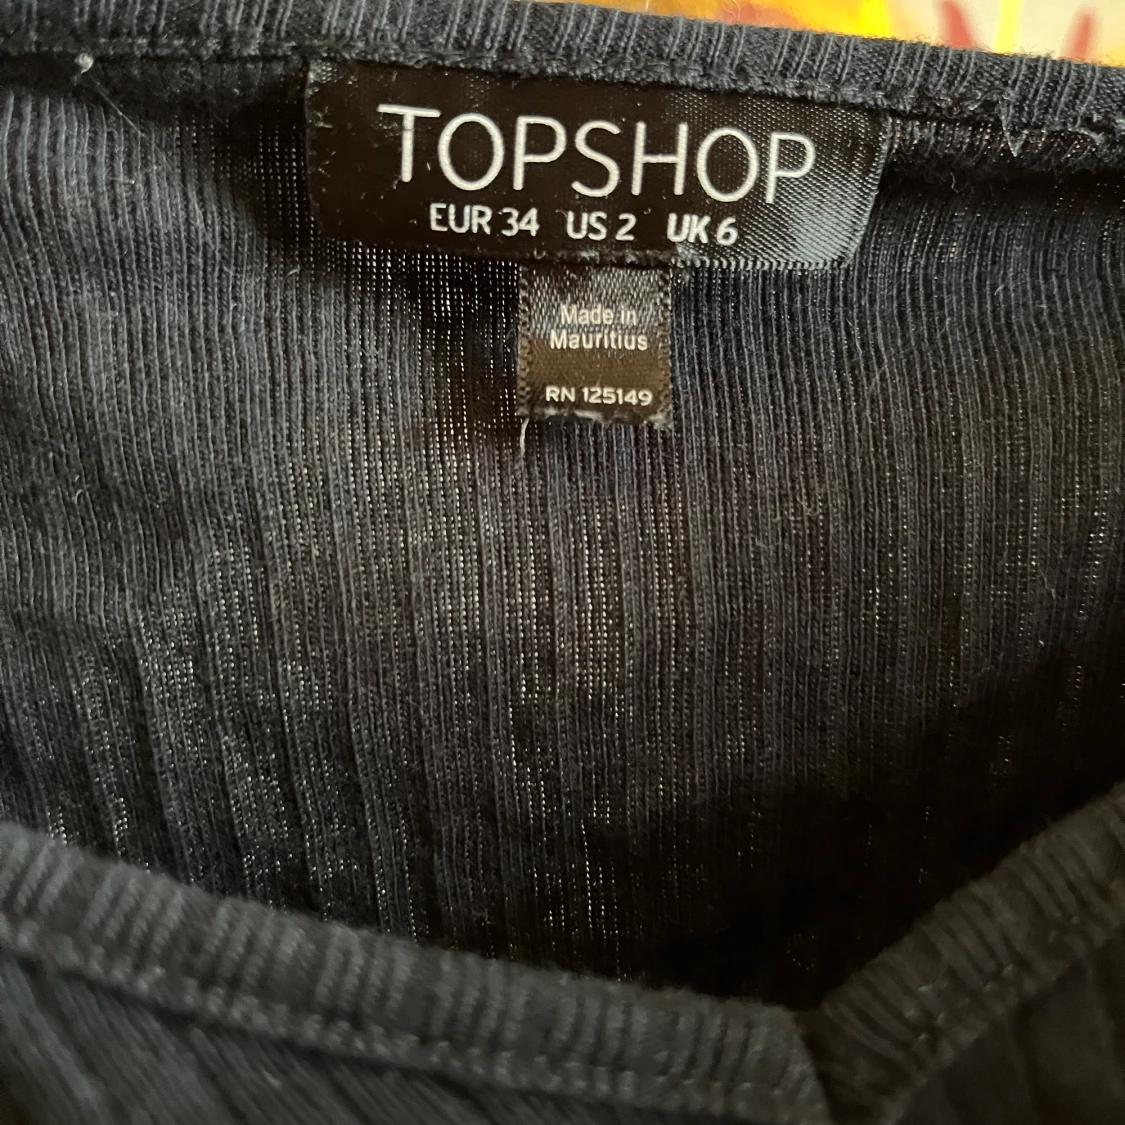 TOPSHOP
EUR 34 US 2 UK 6
Made in
Mauritius
RN 125149